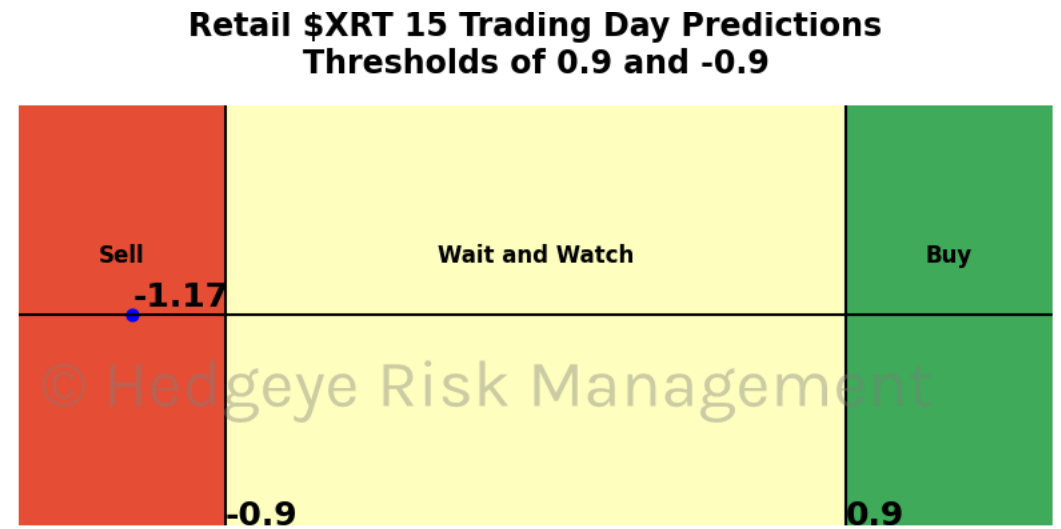 Retail $XRT 15 Trading Day Predictions
Thresholds of 0.9 and -0.9
Sell
Wait and Watch
Buy
-1.17
© Hedgeye Risk Management
-0.9
0.9